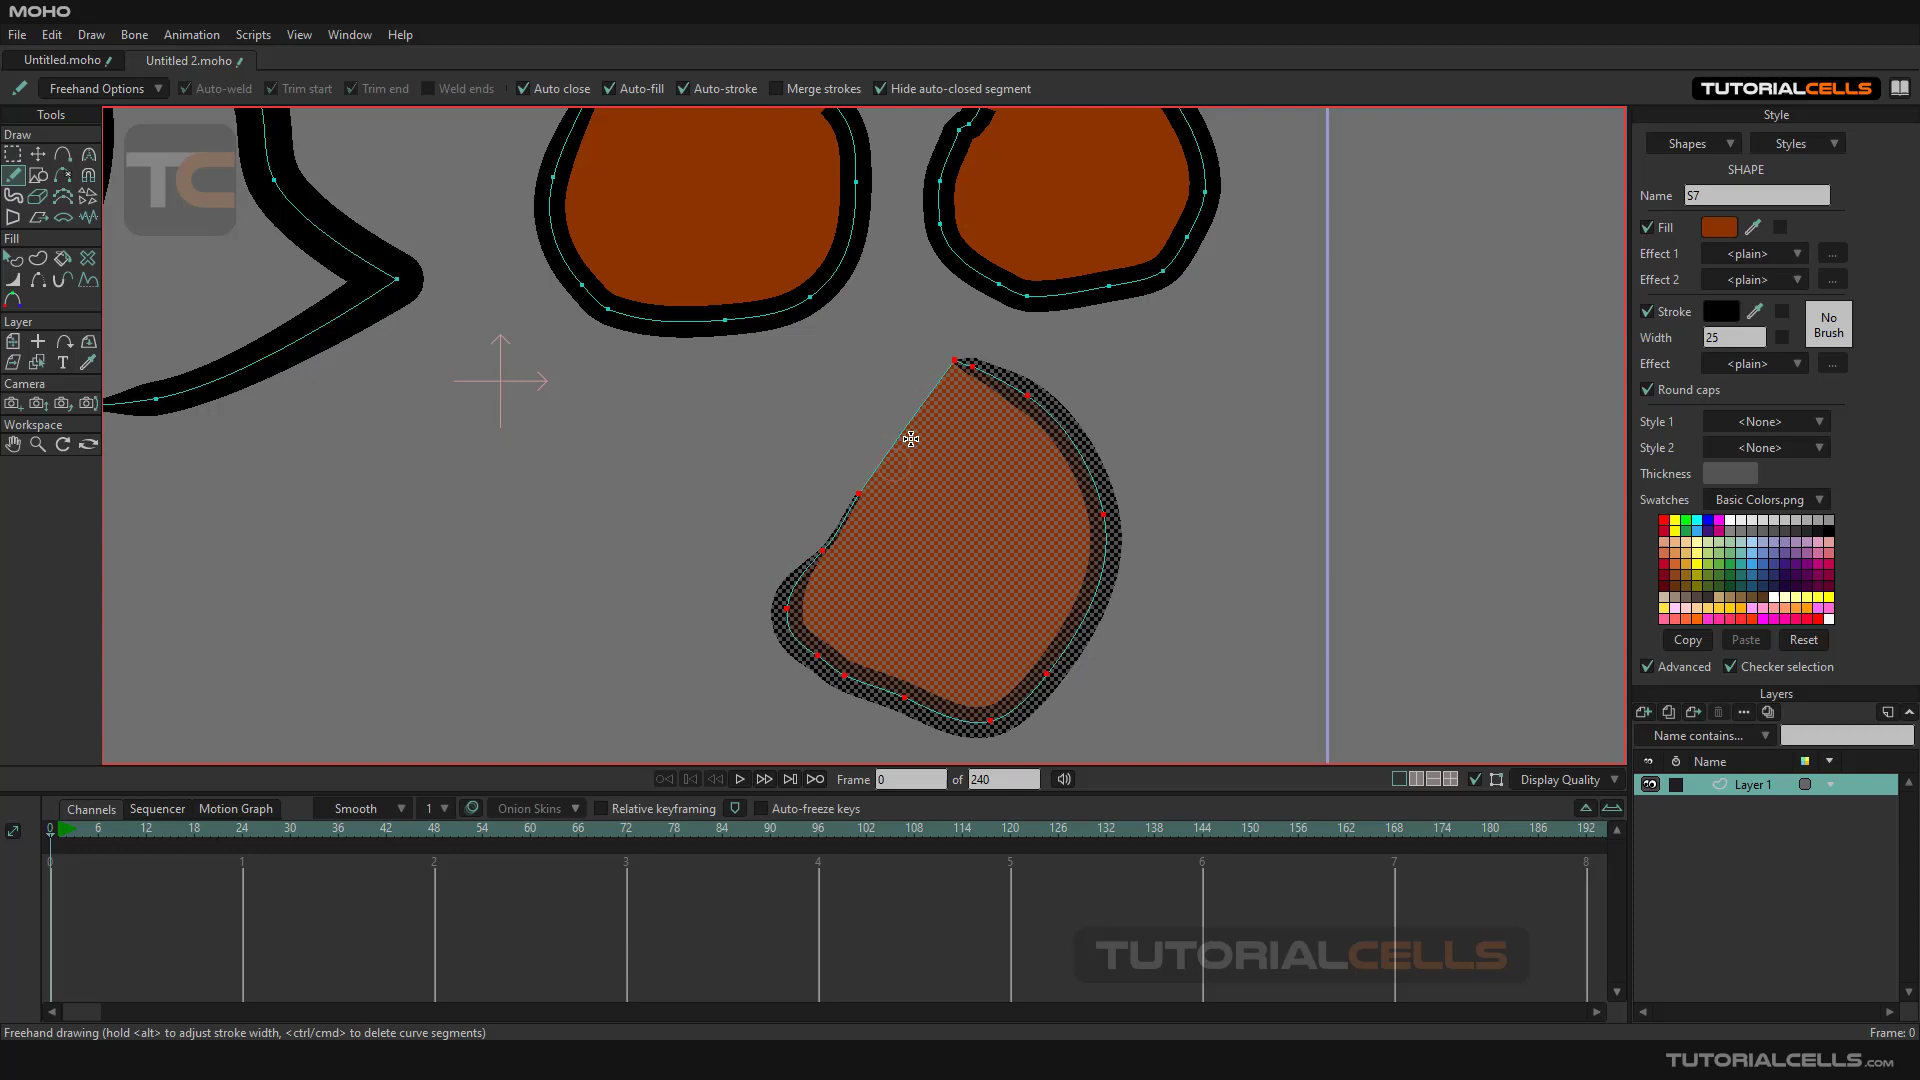 MOHO
File Edit Draw Bone Animation Scripts View Window Help
Untitled.moho Untitled 2.moho
Freehand Options Auto-weld Trim start Trim end Weld ends Auto close Auto-fill Auto-stroke Merge strokes Hide auto-closed segment TUTORIALCELLS
Tools
Draw
TC
Fill
Layer
T
Camera
Workspace
Style
Shapes Styles
SHAPE
Name S7
Fill
Effect 1 <plain> ...
Effect 2 <plain> ...
Stroke No Brush
Width 25
Effect <plain> ...
Round caps
Style 1 <None>
Style 2 <None>
Thickness
Swatches Basic Colors.png
Copy Paste Reset
Advanced Checker selection
Layers
Name contains...
Name
Layer 1
Frame 0 of 240 Display Quality
Channels Sequencer Motion Graph Smooth 1 Onion Skins Relative keyframing Auto-freeze keys
0 6 12 18 24 30 36 42 48 54 60 66 72 78 84 90 96 102 108 114 120 126 132 138 144 150 156 162 168 174 180 186 192
0 1 2 3 4 5 6 7 8
TUTORIALCELLS
Freehand drawing (hold <alt> to adjust stroke width, <ctrl/cmd> to delete curve segments) Frame: 0
TUTORIALCELLS.COM